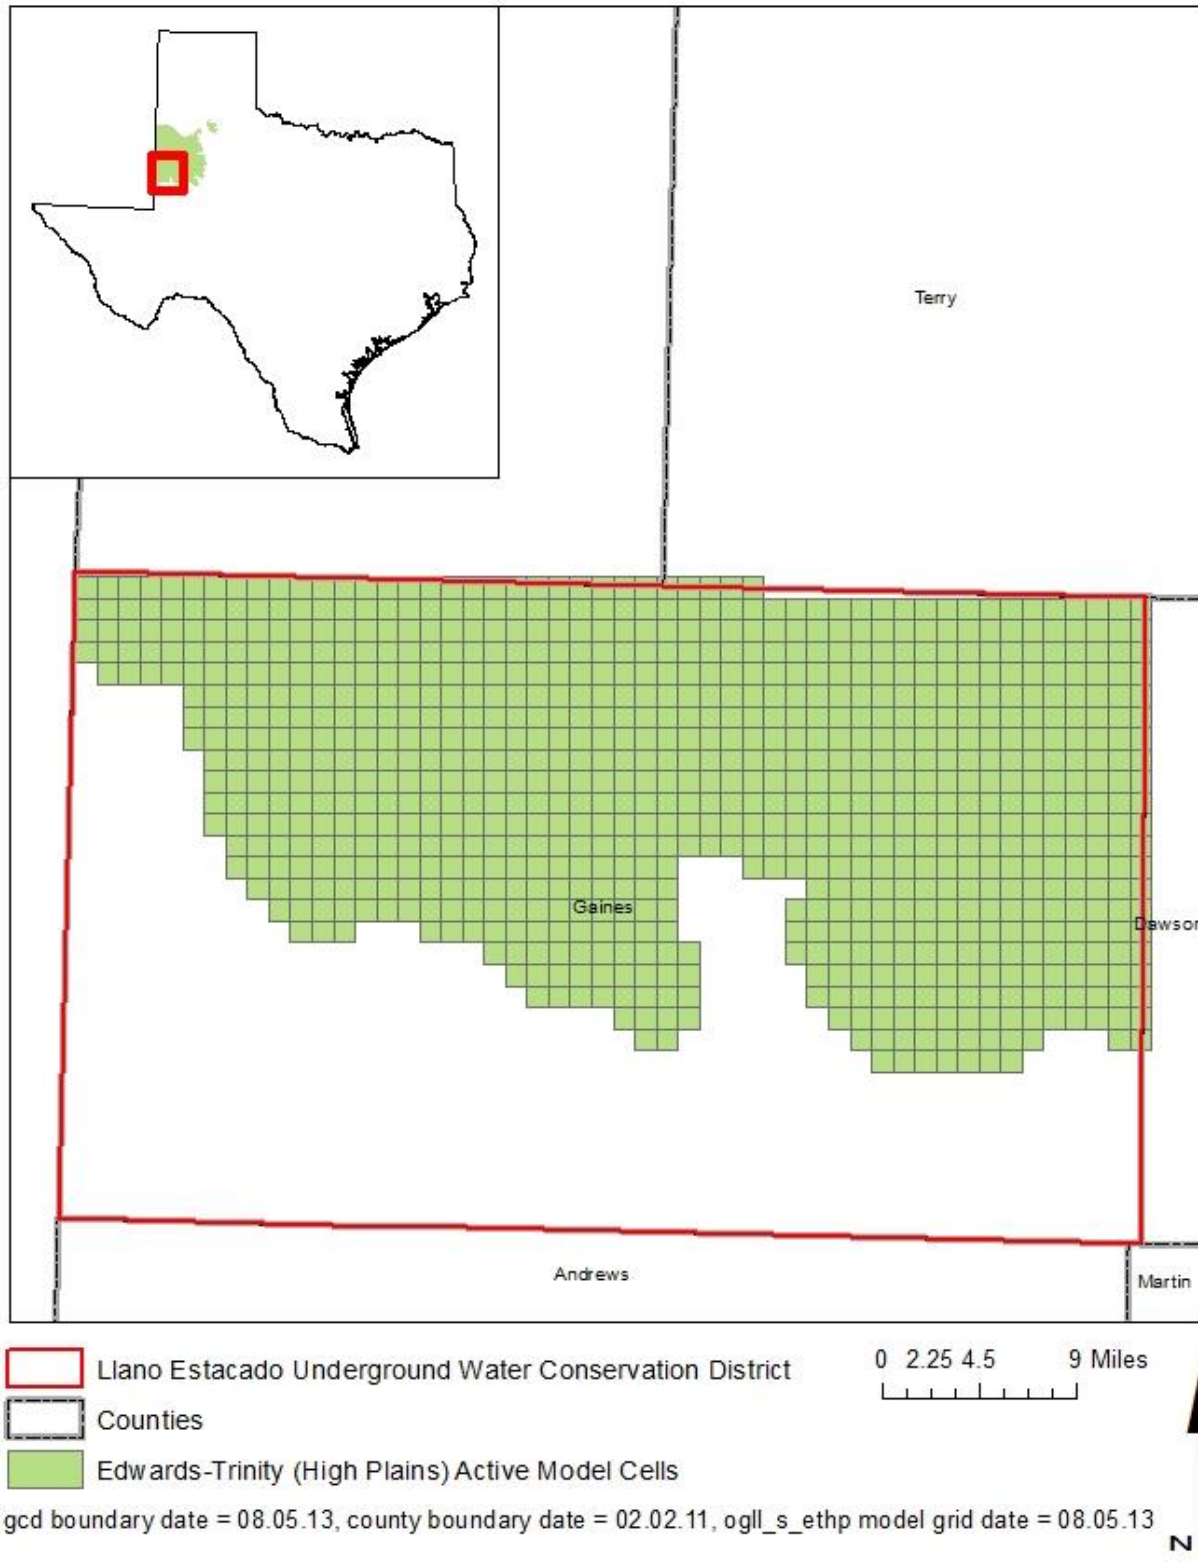 Terry
Gaines
Dawson
Andrews
Martin
Llano Estacado Underground Water Conservation District
0 2.25 4.5 9 Miles
Counties
Edwards-Trinity (High Plains) Active Model Cells
gcd boundary date = 08.05.13, county boundary date = 02.02.11, ogll_s_ethp model grid date = 08.05.13
N